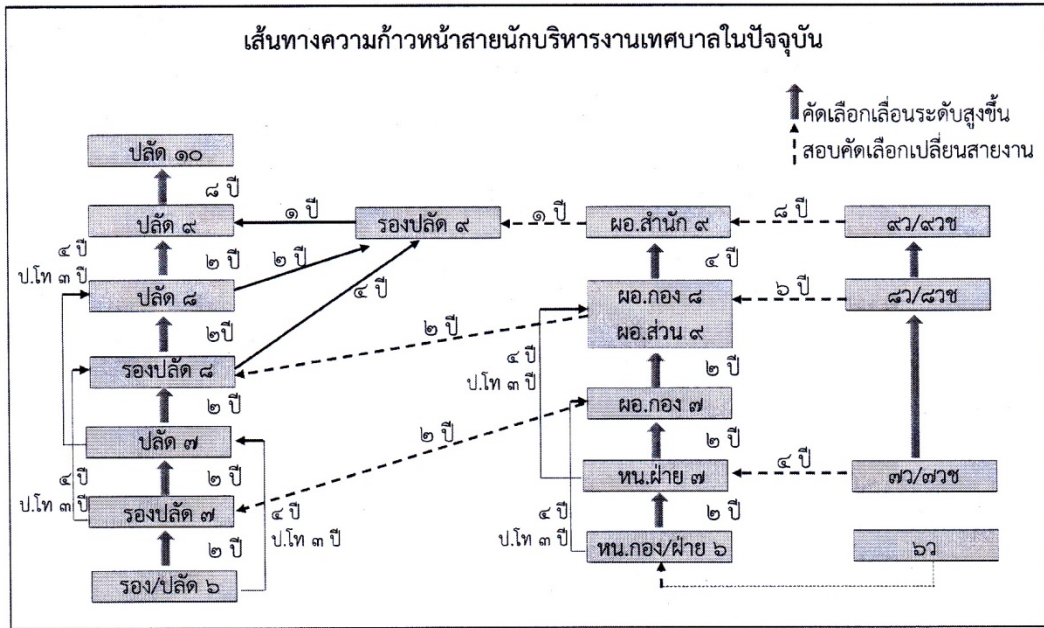 เส้นทางความก้าวหน้าสายนักบริหารงานเทศบาลในปัจจุบัน
คัดเลือกเลื่อนระดับสูงขึ้น
สอบคัดเลือกเปลี่ยนสายงาน
ปลัด ๑๐
๘ ปี
ปลัด ๙
๑ ปี
รองปลัด ๙
๑ ปี
ผอ.สำนัก ๙
๘ ปี
๙ว/๙วช
๔ ปี
ป.โท ๓ ปี
๒ ปี
๒ ปี
๔ ปี
๔ ปี
ปลัด ๘
ผอ.กอง ๘
ผอ.ส่วน ๙
๖ ปี
๘ว/๘วช
๒ปี
๒ ปี
รองปลัด ๘
๔ ปี
ป.โท ๓ ปี
๒ ปี
๒ ปี
ผอ.กอง ๗
ปลัด ๗
๒ ปี
๒ ปี
๔ ปี
ป.โท ๓ ปี
๒ ปี
หน.ฝ่าย ๗
๔ ปี
๗ว/๗วช
รองปลัด ๗
๔ ปี
ป.โท ๓ ปี
๔ ปี
ป.โท ๓ ปี
๒ ปี
๒ ปี
หน.กอง/ฝ่าย ๖
๖ว
รอง/ปลัด ๖